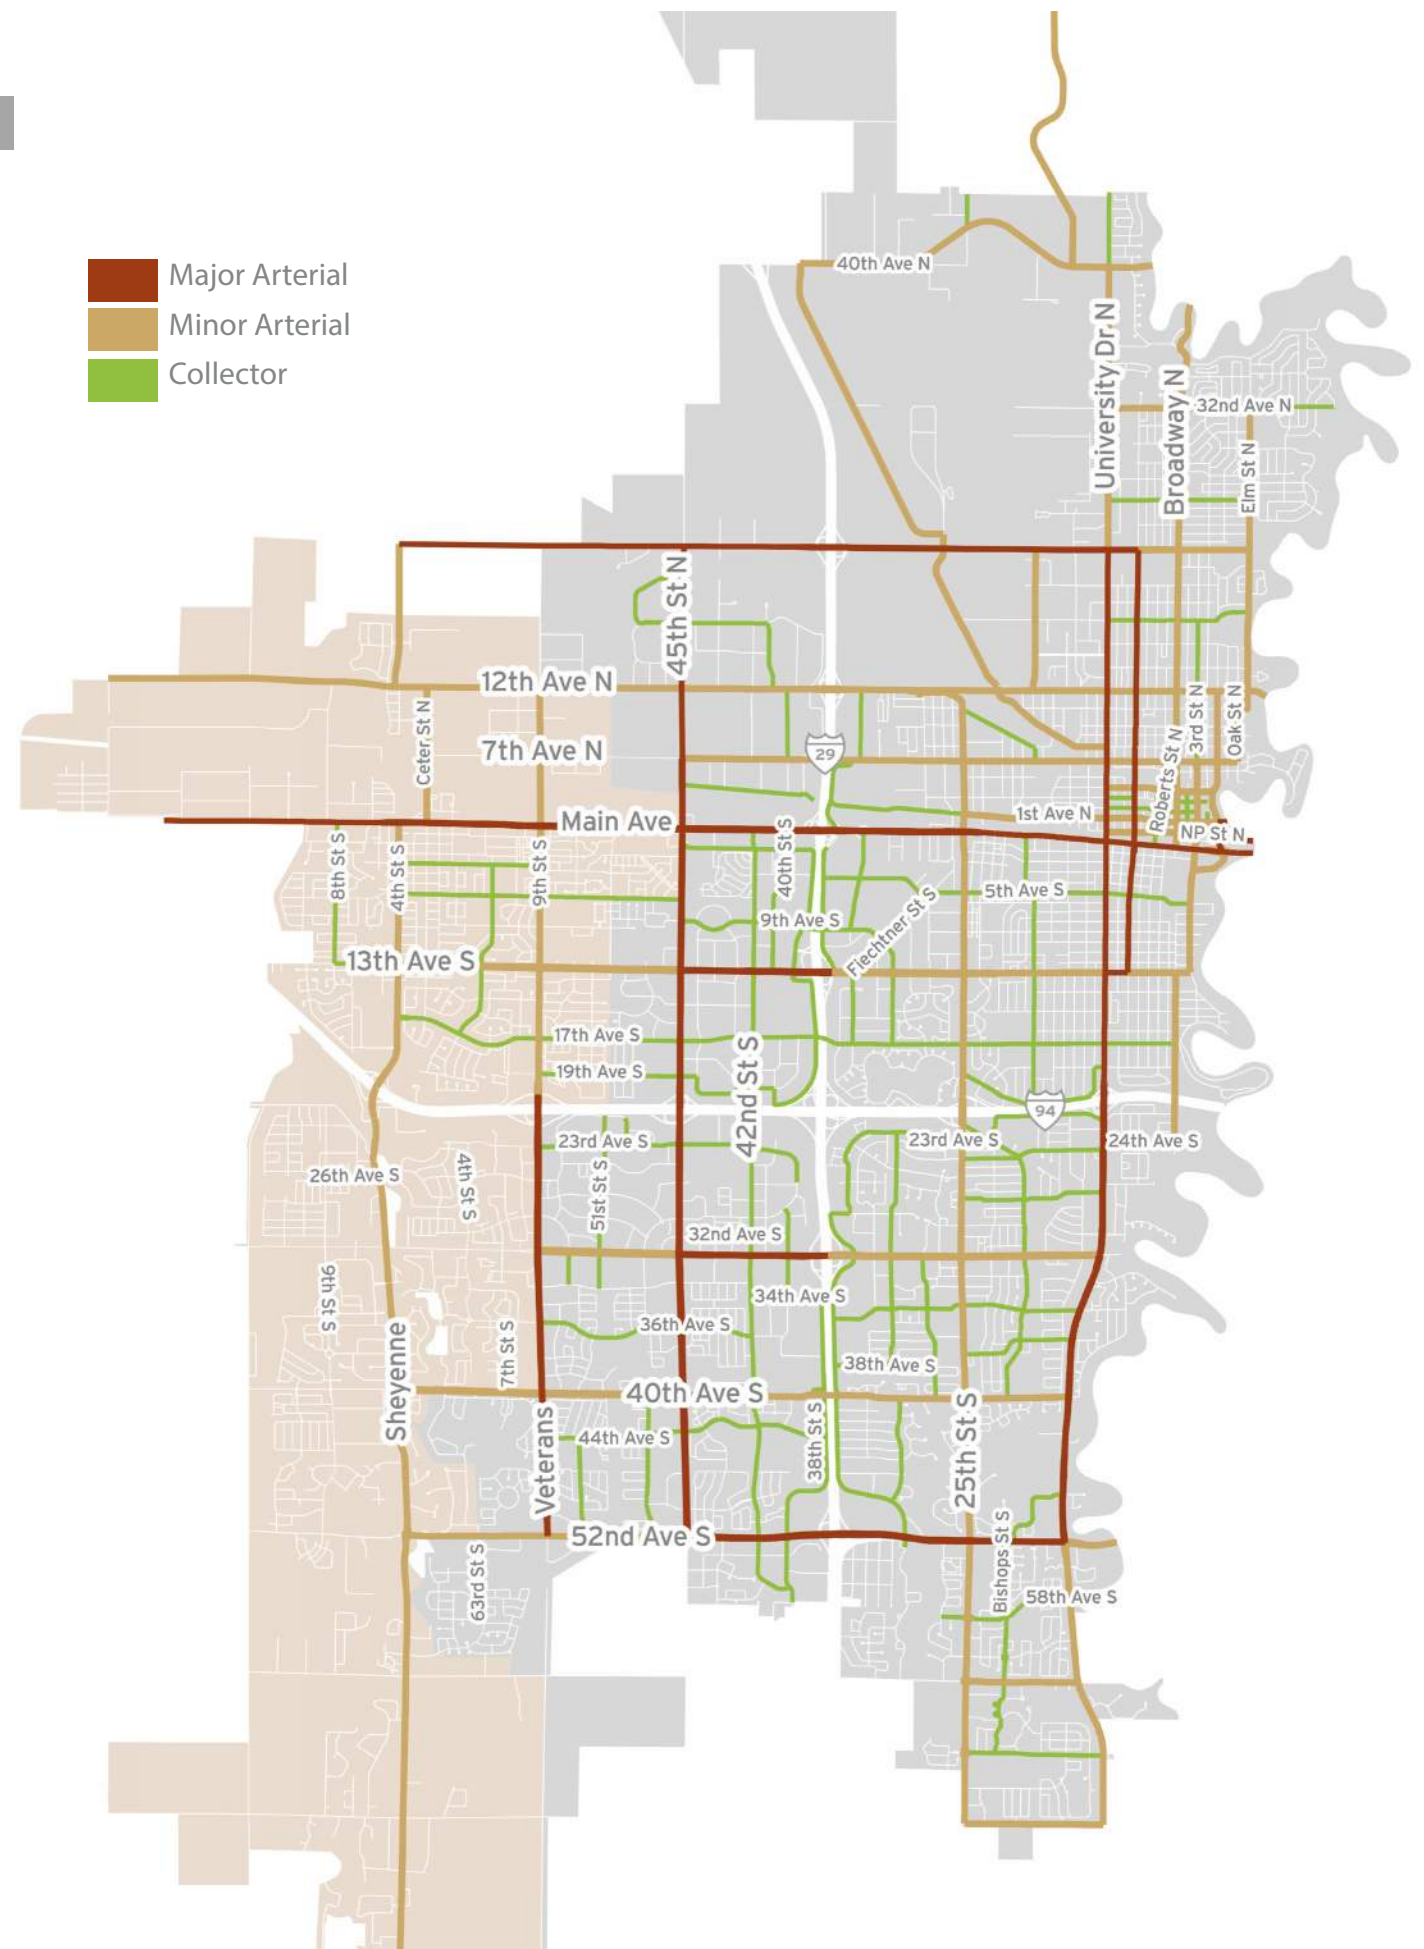 Major Arterial
Minor Arterial
Collector
40th Ave N
University Dr N
Broadway N
32nd Ave N
Elm St N
45th St N
12th Ave N
Ceter St N
7th Ave N
29
3rd St N
Oak St N
Roberts St N
Main Ave
1st Ave N
NP St N
8th St S
4th St S
9th St S
40th St S
5th Ave S
9th Ave S
Fiechtner St S
13th Ave S
17th Ave S
19th Ave S
42nd St S
94
23rd Ave S
23rd Ave S
24th Ave S
26th Ave S
4th St S
51st St S
32nd Ave S
9th St S
34th Ave S
36th Ave S
7th St S
Sheyenne
38th Ave S
40th Ave S
Veterans
44th Ave S
38th St S
25th St S
52nd Ave S
Bishops St S
63rd St S
58th Ave S